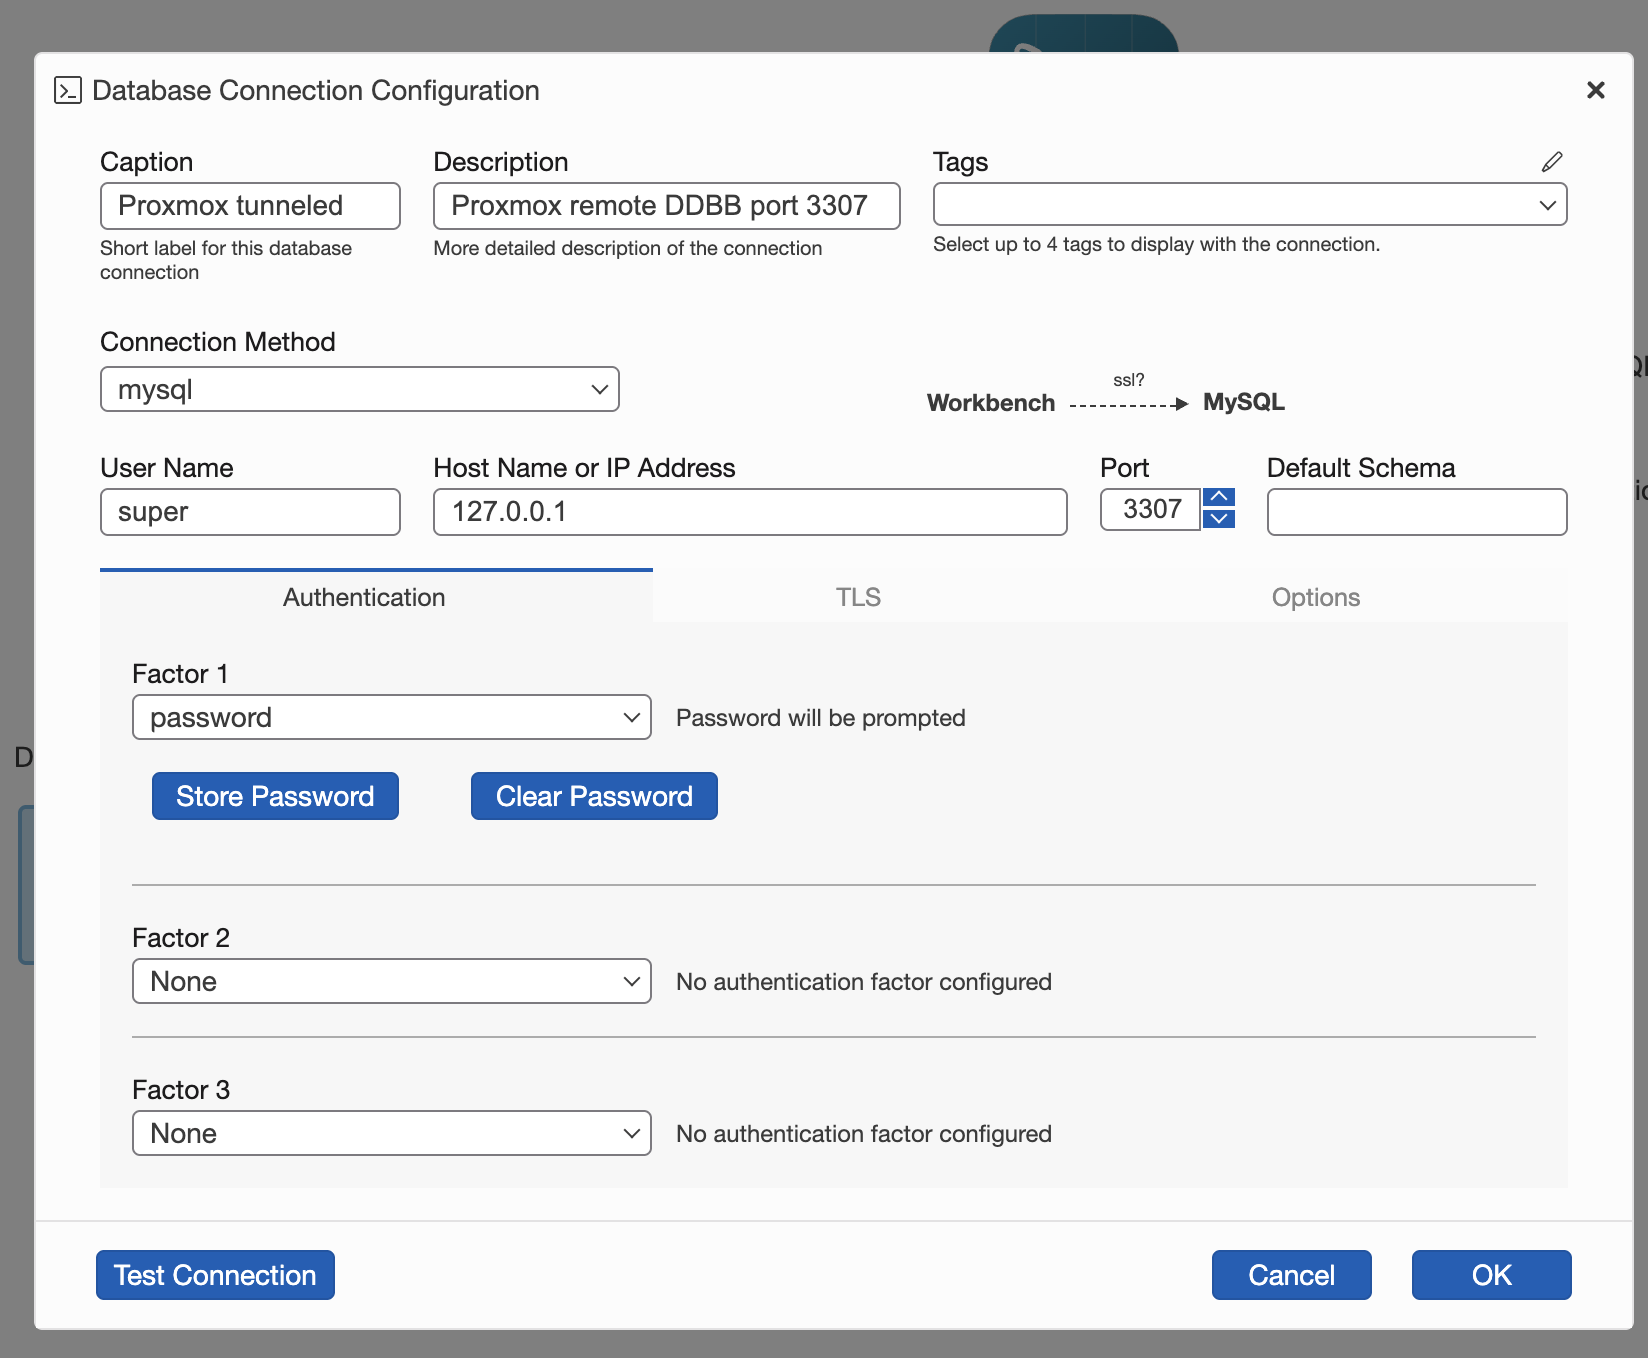 Database Connection Configuration
Caption
Description
Tags
Proxmox tunneled
Proxmox remote DDBB port 3307
Short label for this database
connection
More detailed description of the connection
Select up to 4 tags to display with the connection.
Connection Method
mysql
ssl?
Workbench
MySQL
User Name
Host Name or IP Address
Port
Default Schema
super
127.0.0.1
3307
Authentication
TLS
Options
Factor 1
password
Password will be prompted
Store Password
Clear Password
Factor 2
None
No authentication factor configured
Factor 3
None
No authentication factor configured
Test Connection
Cancel
OK